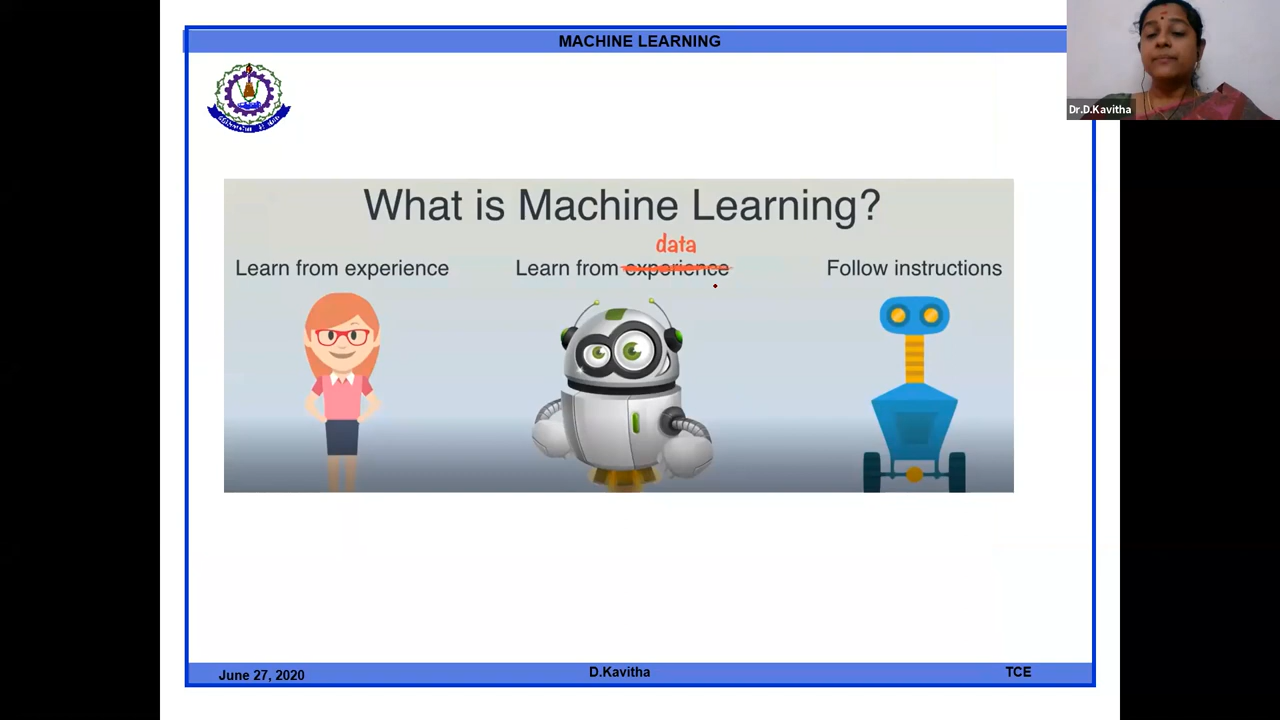 MACHINE LEARNING
Dr.D.Kavitha
What is Machine Learning?
data
Learn from experience
Learn from experience
Follow instructions
June 27, 2020
D.Kavitha
TCE